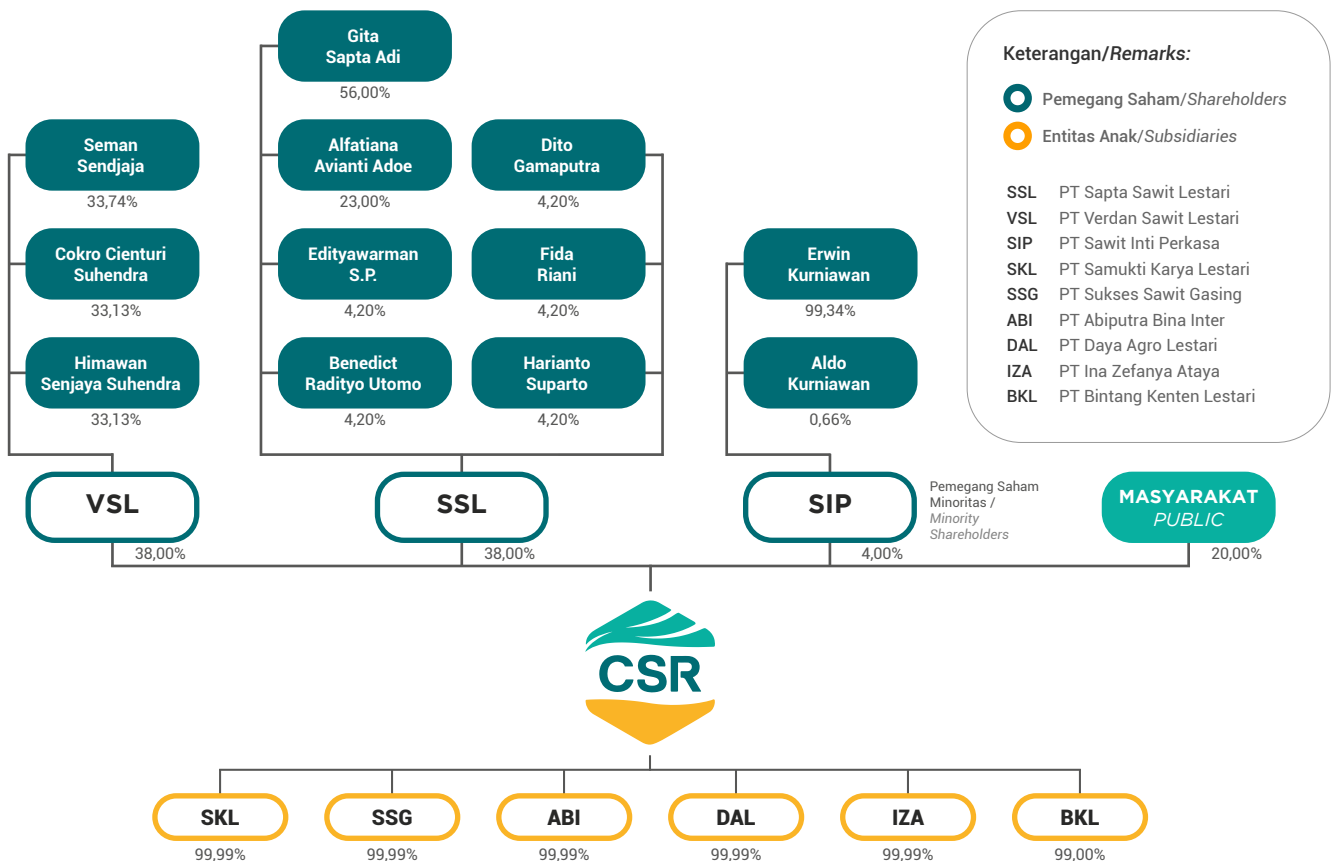 Gita
Sapta Adi
56,00%
Seman
Sendjaja
33,74%
Alfatiana
Avianti Adoe
23,00%
Dito
Gamaputra
4,20%
Cokro Cienturi
Suhendra
33,13%
Edityawarman
S.P.
4,20%
Fida
Riani
4,20%
Erwin
Kurniawan
99,34%
Himawan
Senjaya Suhendra
33,13%
Benedict
Radityo Utomo
4,20%
Harianto
Suparto
4,20%
Aldo
Kurniawan
0,66%
Keterangan/Remarks:
Pemegang Saham/Shareholders
Entitas Anak/Subsidiaries
SSL PT Sapta Sawit Lestari
VSL PT Verdan Sawit Lestari
SIP PT Sawit Inti Perkasa
SKL PT Samukti Karya Lestari
SSG PT Sukses Sawit Gasing
ABI PT Abiputra Bina Inter
DAL PT Daya Agro Lestari
IZA PT Ina Zefanya Ataya
BKL PT Bintang Kenten Lestari
VSL
38,00%
SSL
38,00%
SIP
4,00%
Pemegang Saham
Minoritas /
Minority
Shareholders
MASYARAKAT
PUBLIC
20,00%
CSR
SKL
99,99%
SSG
99,99%
ABI
99,99%
DAL
99,99%
IZA
99,99%
BKL
99,00%